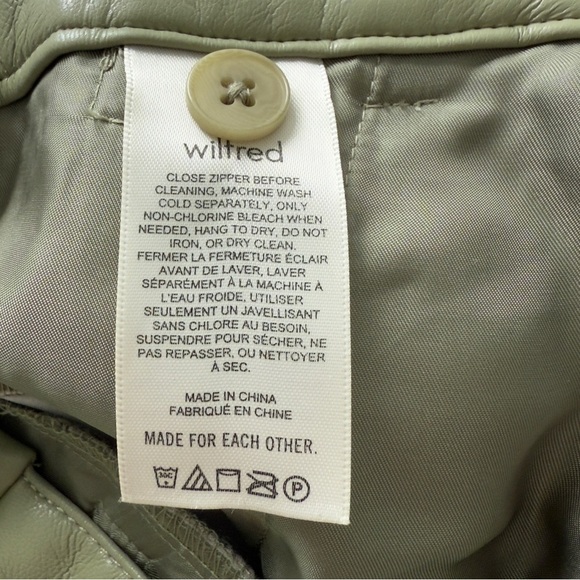 wilfred
CLOSE ZIPPER BEFORE
CLEANING, MACHINE WASH
COLD SEPARATELY, ONLY
NON-CHLORINE BLEACH WHEN
NEEDED, HANG TO DRY, DO NOT
IRON, OR DRY CLEAN.
FERMER LA FERMETURE ÉCLAIR
AVANT DE LAVER, LAVER
SÉPARÉMENT À LA MACHINE À
L'EAU FROIDE, UTILISER
SEULEMENT UN JAVELLISANT
SANS CHLORE AU BESOIN,
SUSPENDRE POUR SÉCHER, NE
PAS REPASSER, OU NETTOYER
À SEC.
MADE IN CHINA
FABRIQUÉ EN CHINE
MADE FOR EACH OTHER.
30C P